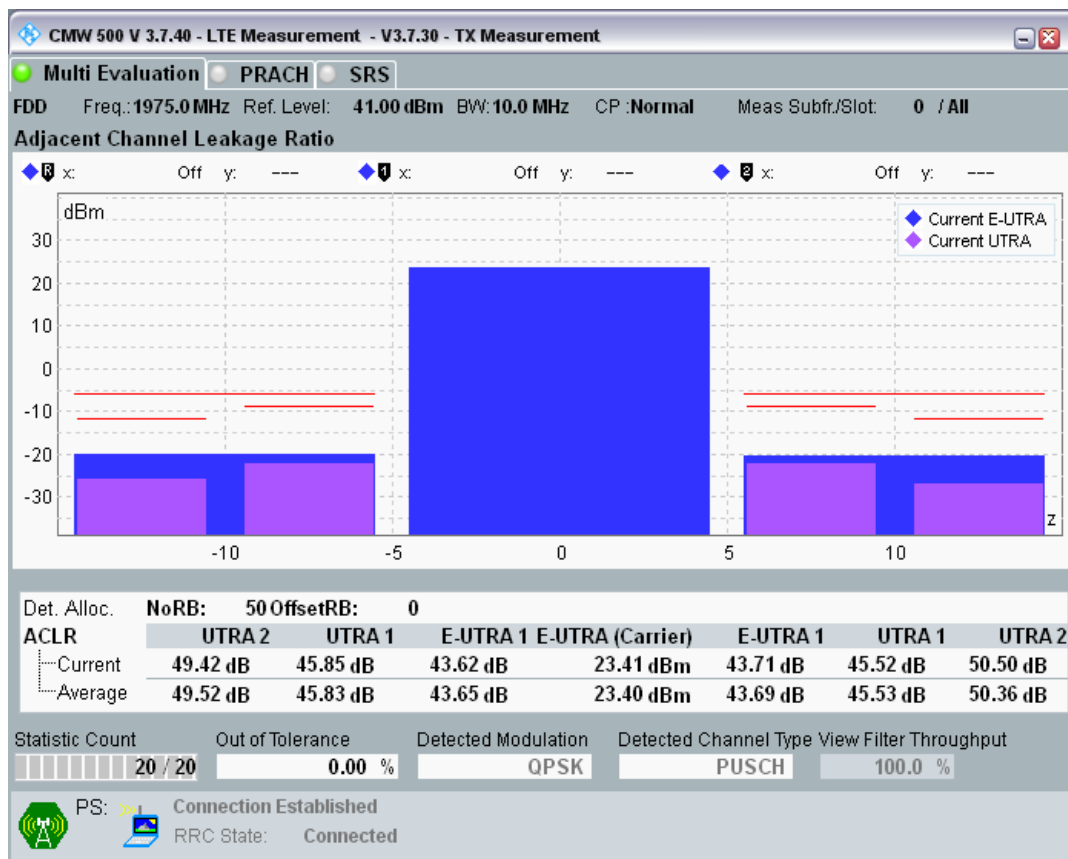 CMW 500 V 3.7.40 - LTE Measurement - V3.7.30 - TX Measurement
Multi Evaluation PRACH SRS
FDD Freq.:1975.0 MHz Ref. Level: 41.00 dBm BW:10.0 MHz CP :Normal Meas Subfr./Slot: 0 / All
Adjacent Channel Leakage Ratio
R x: Off y: --- 1 x: Off y: --- 2 x: Off y: ---
dBm
Current E-UTRA
Current UTRA
30
20
10
0
-10
-20
-30
z
-10 -5 0 5 10
Det. Alloc. NoRB: 50 OffsetRB: 0
ACLR UTRA 2 UTRA 1 E-UTRA 1 E-UTRA (Carrier) E-UTRA 1 UTRA 1 UTRA 2
Current 49.42 dB 45.85 dB 43.62 dB 23.41 dBm 43.71 dB 45.52 dB 50.50 dB
Average 49.52 dB 45.83 dB 43.65 dB 23.40 dBm 43.69 dB 45.53 dB 50.36 dB
Statistic Count Out of Tolerance Detected Modulation Detected Channel Type View Filter Throughput
20 / 20 0.00 % QPSK PUSCH 100.0 %
PS: Connection Established
RRC State: Connected